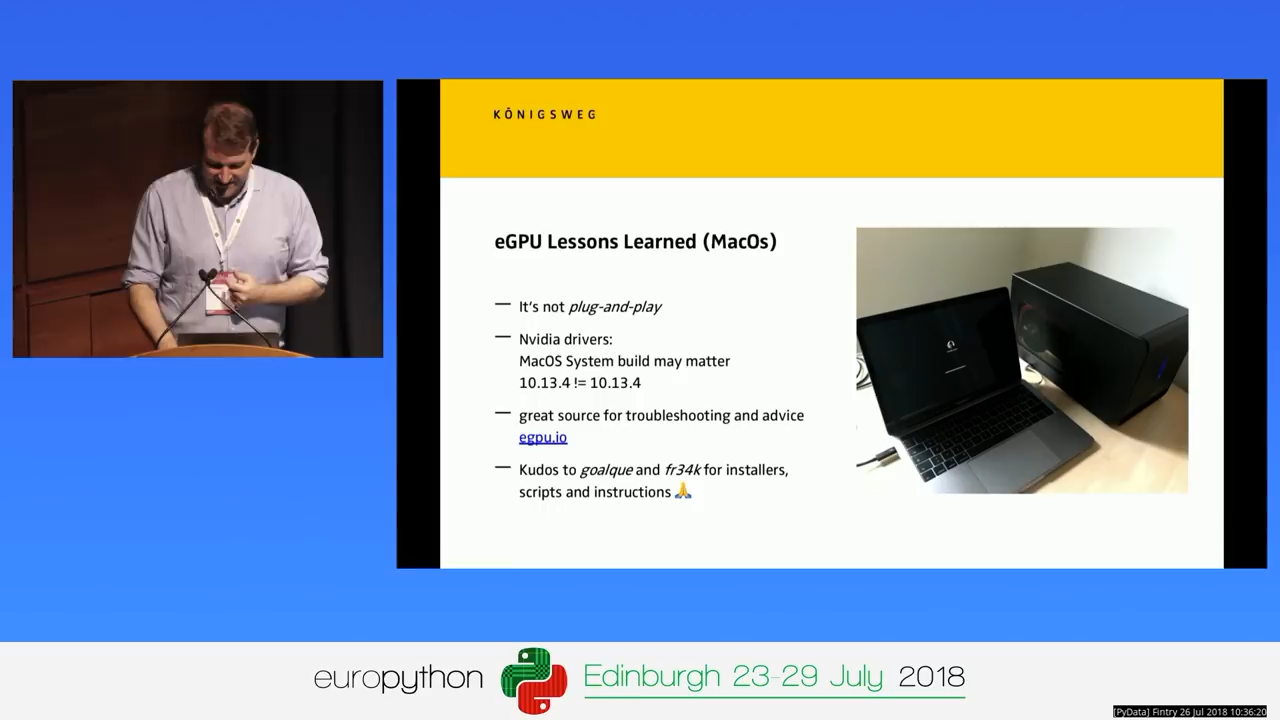 KÖNIGSWEG
eGPU Lessons Learned (MacOs)
— It's not plug-and-play
— Nvidia drivers:
MacOS System build may matter
10.13.4 != 10.13.4
— great source for troubleshooting and advice
egpu.io
— Kudos to goalque and fr34k for installers,
scripts and instructions 🙏
europython Edinburgh 23-29 July 2018
[PyData] Fintry 26 Jul 2018 10:36:20